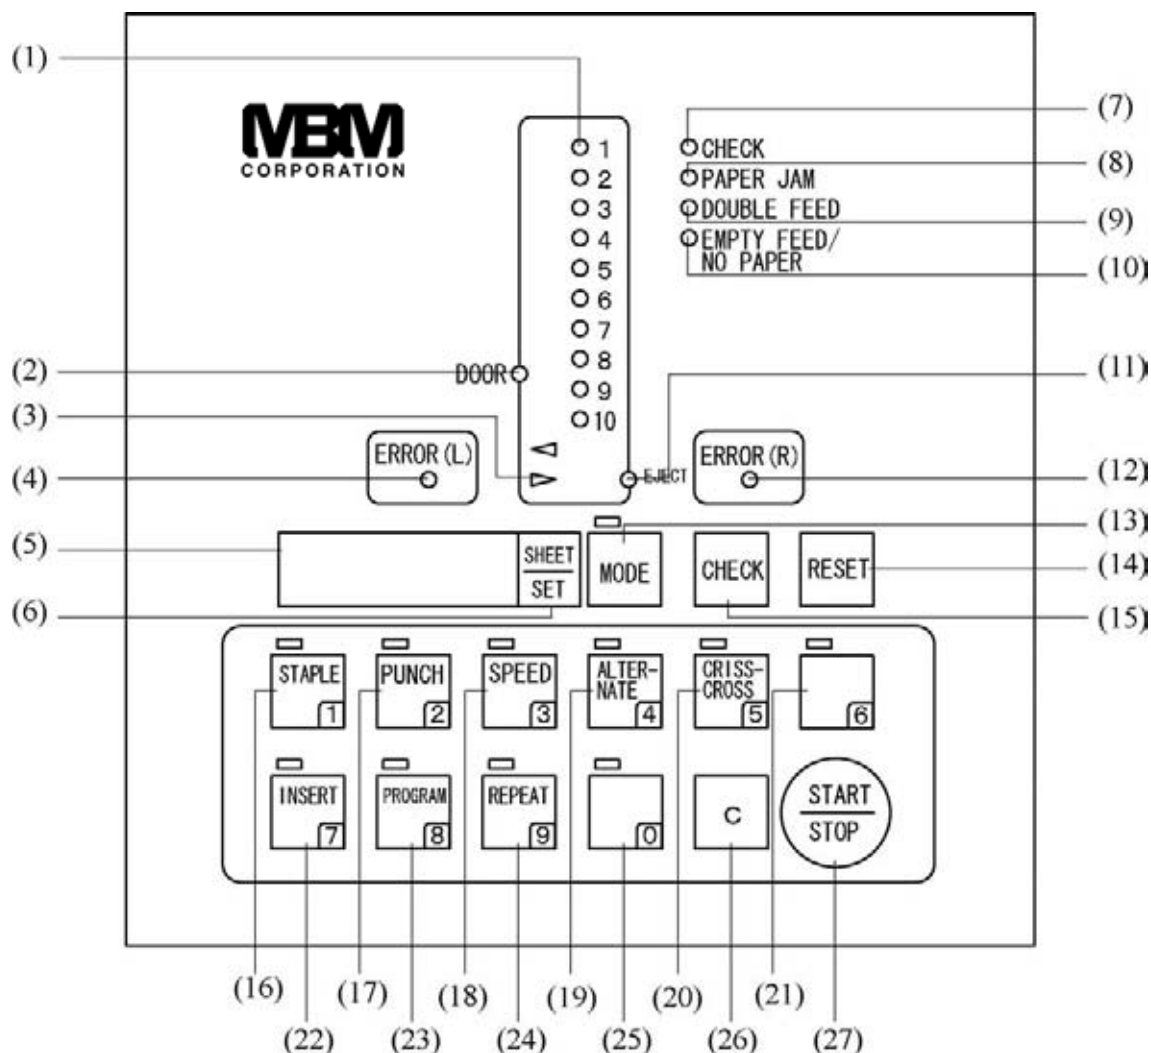 (1)
MBM
CORPORATION
(7)
1 CHECK
(8)
2 PAPER JAM
3 DOUBLE FEED
(9)
4 EMPTY FEED/
NO PAPER
(10)
5
6
7
8
(2)
DOOR
(11)
9
(3)
10
ERROR (L)
ERROR (R)
(4)
EJECT
(12)
(13)
(5)
SHEET
SET
MODE
CHECK
RESET
(14)
(6)
(15)
STAPLE
1
PUNCH
2
SPEED
3
ALTER-
NATE
4
CRISS-
CROSS
5
6
INSERT
7
PROGRAM
8
REPEAT
9
0
C
START
STOP
(16)
(17)
(18)
(19)
(20)
(21)
(22)
(23)
(24)
(25)
(26)
(27)